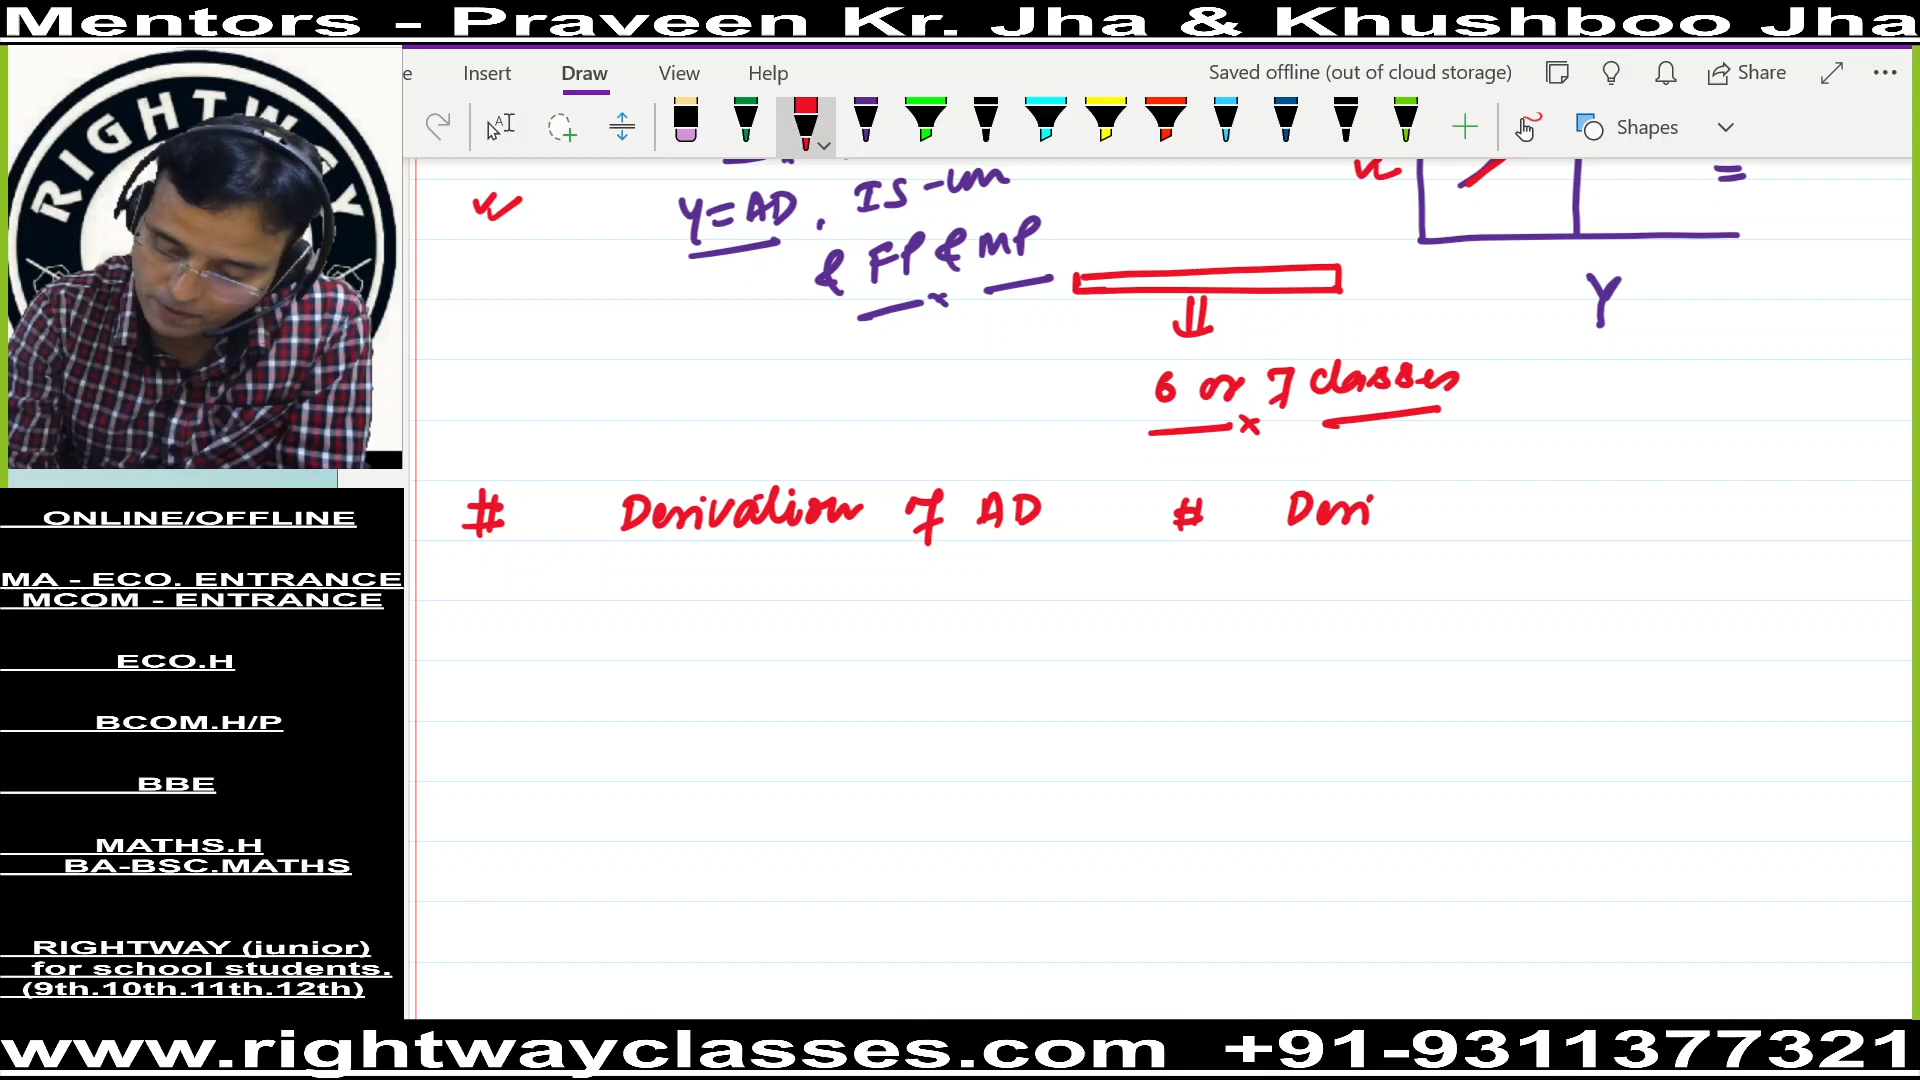 Mentors - Praveen Kr. Jha & Khushboo Jha
RIGHTWAY
e Insert Draw View Help
Saved offline (out of cloud storage) Share
Shapes
Y = AD, IS-Lm
& FP & MP
=
Y
6 or 7 classes
# Derivation of AD # Deri
ONLINE/OFFLINE
MA - ECO. ENTRANCE
MCOM - ENTRANCE
ECO.H
BCOM.H/P
BBE
MATHS.H
BA-BSC.MATHS
RIGHTWAY (junior)
for school students.
(9th.10th.11th.12th)
www.rightwayclasses.com +91-9311377321